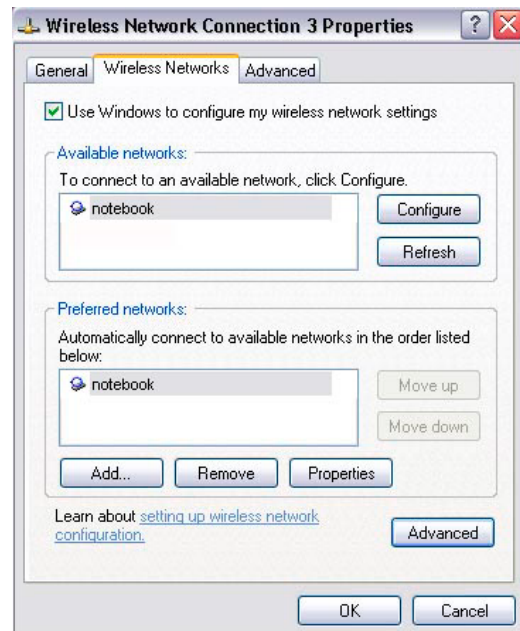 Wireless Network Connection 3 Properties
General Wireless Networks Advanced
Use Windows to configure my wireless network settings
Available networks:
To connect to an available network, click Configure.
notebook
Configure
Refresh
Preferred networks:
Automatically connect to available networks in the order listed
below:
notebook
Move up
Move down
Add... Remove Properties
Learn about setting up wireless network
configuration.
Advanced
OK Cancel